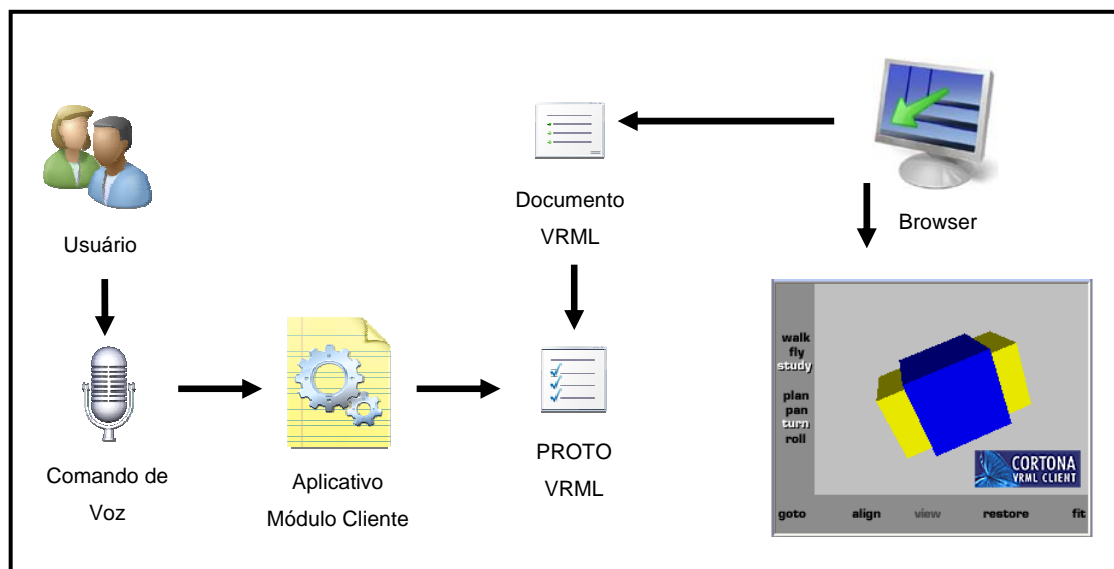 Usuário
Documento
VRML
Browser
Comando de
Voz
Aplicativo
Módulo Cliente
PROTO
VRML
walk
fly
study
plan
pan
turn
roll
CORTONA
VRML CLIENT
goto align view restore fit